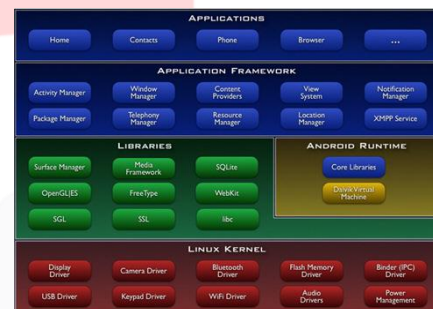 APPLICATIONS
Home Contacts Phone Browser ...
APPLICATION FRAMEWORK
Activity Manager Window Manager Content Providers View System Notification Manager
Package Manager Telephony Manager Resource Manager Location Manager XMPP Service
LIBRARIES
Surface Manager Media Framework SQLite
OpenGL|ES FreeType WebKit
SGL SSL libc
ANDROID RUNTIME
Core Libraries
Dalvik Virtual Machine
LINUX KERNEL
Display Driver Camera Driver Bluetooth Driver Flash Memory Driver Binder (IPC) Driver
USB Driver Keypad Driver WiFi Driver Audio Drivers Power Management